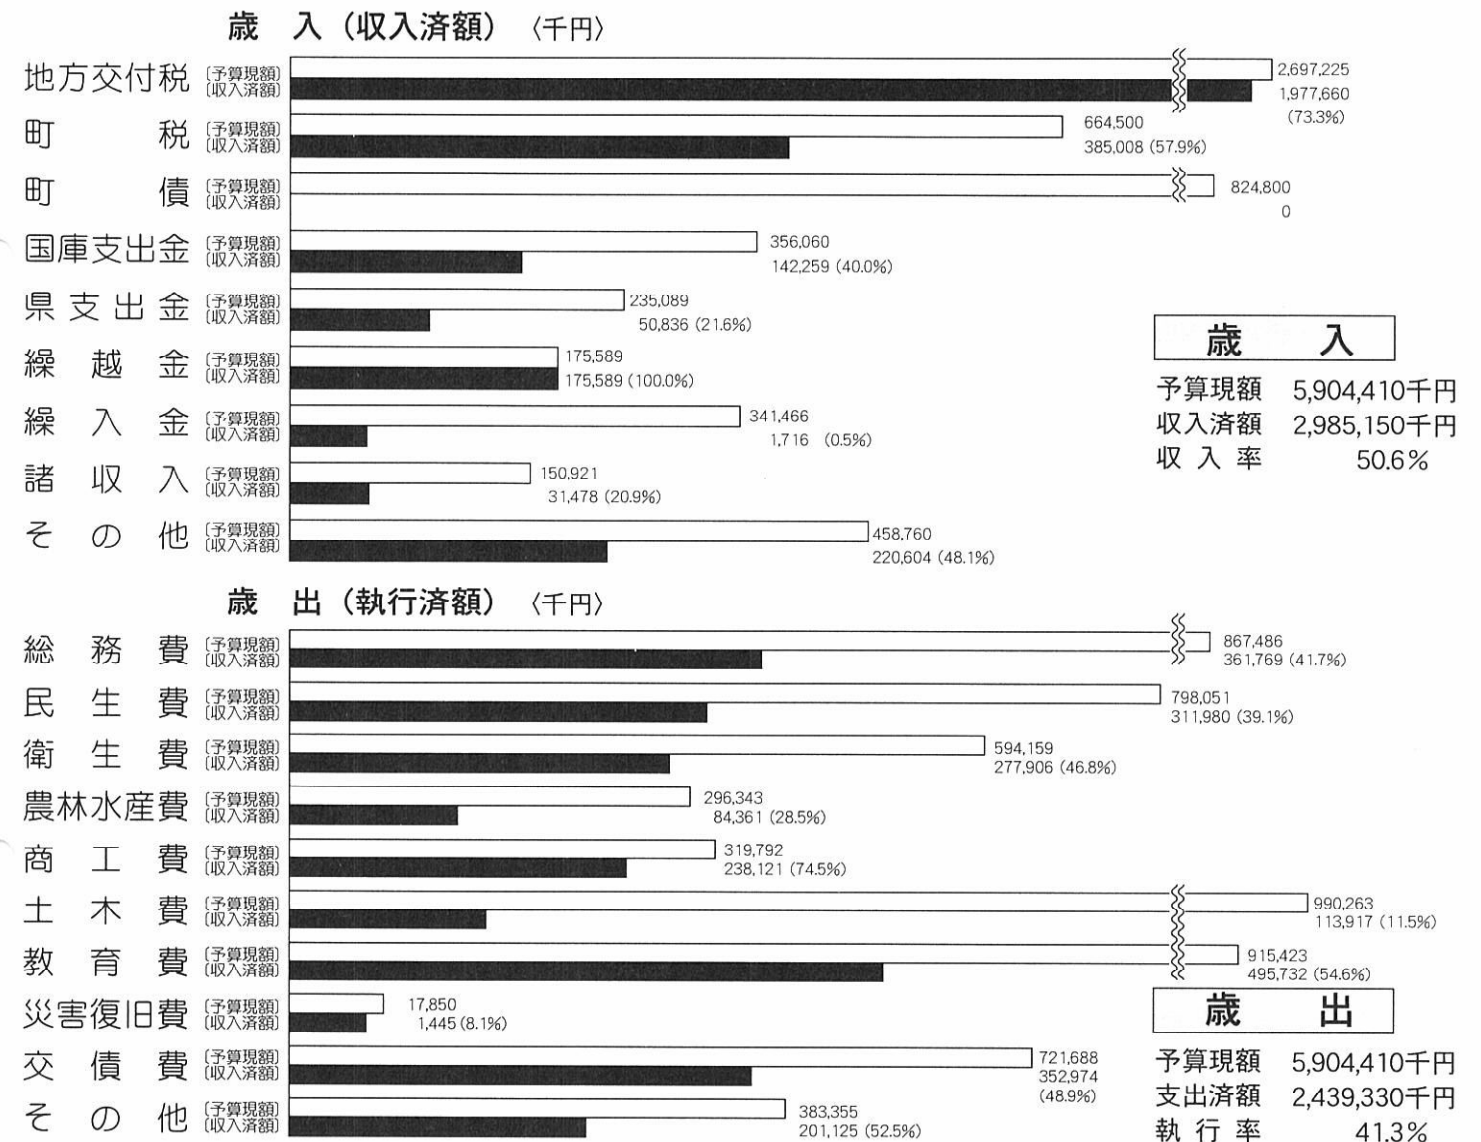 歳 入（収入済額）〈千円〉
地方交付税 〔予算現額〕 2,697,225
〔収入済額〕 1,977,660
(73.3%)
町 税 〔予算現額〕 664,500
〔収入済額〕 385,008 (57.9%)
町 債 〔予算現額〕 824,800
〔収入済額〕 0
国庫支出金 〔予算現額〕 356,060
〔収入済額〕 142,259 (40.0%)
県支出金 〔予算現額〕 235,089
〔収入済額〕 50,836 (21.6%)
繰越金 〔予算現額〕 175,589
〔収入済額〕 175,589 (100.0%)
繰入金 〔予算現額〕 341,466
〔収入済額〕 1,716 (0.5%)
諸収入 〔予算現額〕 150,921
〔収入済額〕 31,478 (20.9%)
その他 〔予算現額〕 458,760
〔収入済額〕 220,604 (48.1%)
歳 入
予算現額 5,904,410千円
収入済額 2,985,150千円
収入率 50.6%
歳 出（執行済額）〈千円〉
総務費 〔予算現額〕 867,486
〔収入済額〕 361,769 (41.7%)
民生費 〔予算現額〕 798,051
〔収入済額〕 311,980 (39.1%)
衛生費 〔予算現額〕 594,159
〔収入済額〕 277,906 (46.8%)
農林水産費 〔予算現額〕 296,343
〔収入済額〕 84,361 (28.5%)
商工費 〔予算現額〕 319,792
〔収入済額〕 238,121 (74.5%)
土木費 〔予算現額〕 990,263
〔収入済額〕 113,917 (11.5%)
教育費 〔予算現額〕 915,423
〔収入済額〕 495,732 (54.6%)
災害復旧費 〔予算現額〕 17,850
〔収入済額〕 1,445 (8.1%)
交債費 〔予算現額〕 721,688
〔収入済額〕 352,974
(48.9%)
その他 〔予算現額〕 383,355
〔収入済額〕 201,125 (52.5%)
歳 出
予算現額 5,904,410千円
支出済額 2,439,330千円
執行率 41.3%